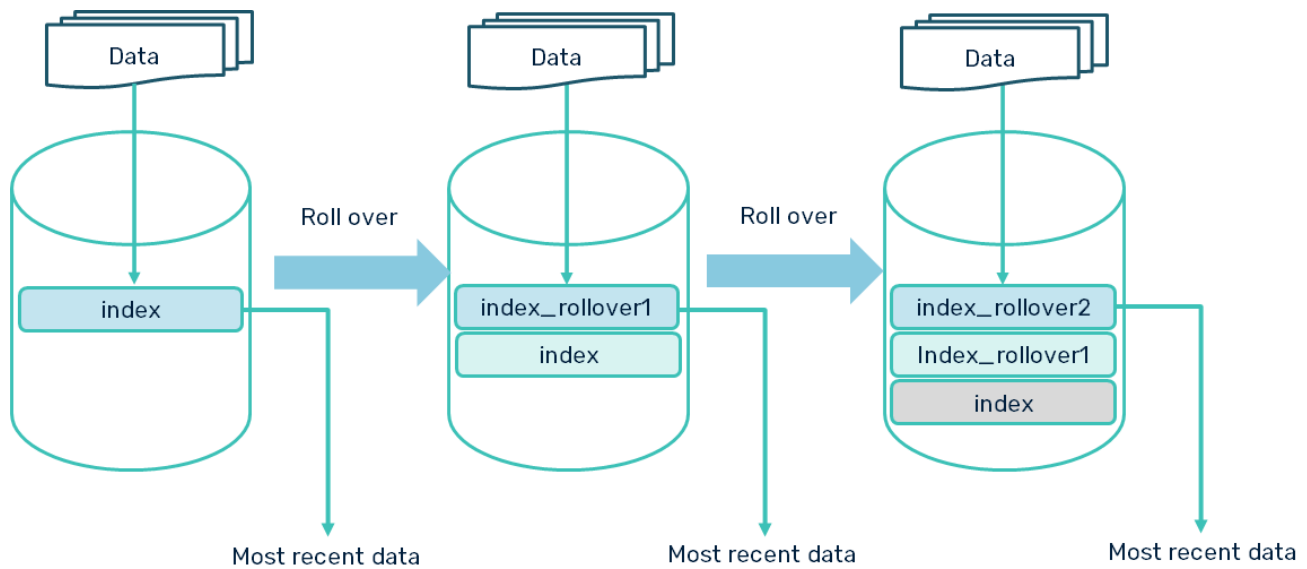 Data
Data
Data
Roll over
Roll over
index
index_rollover1
index_rollover2
index
Index_rollover1
index
Most recent data
Most recent data
Most recent data